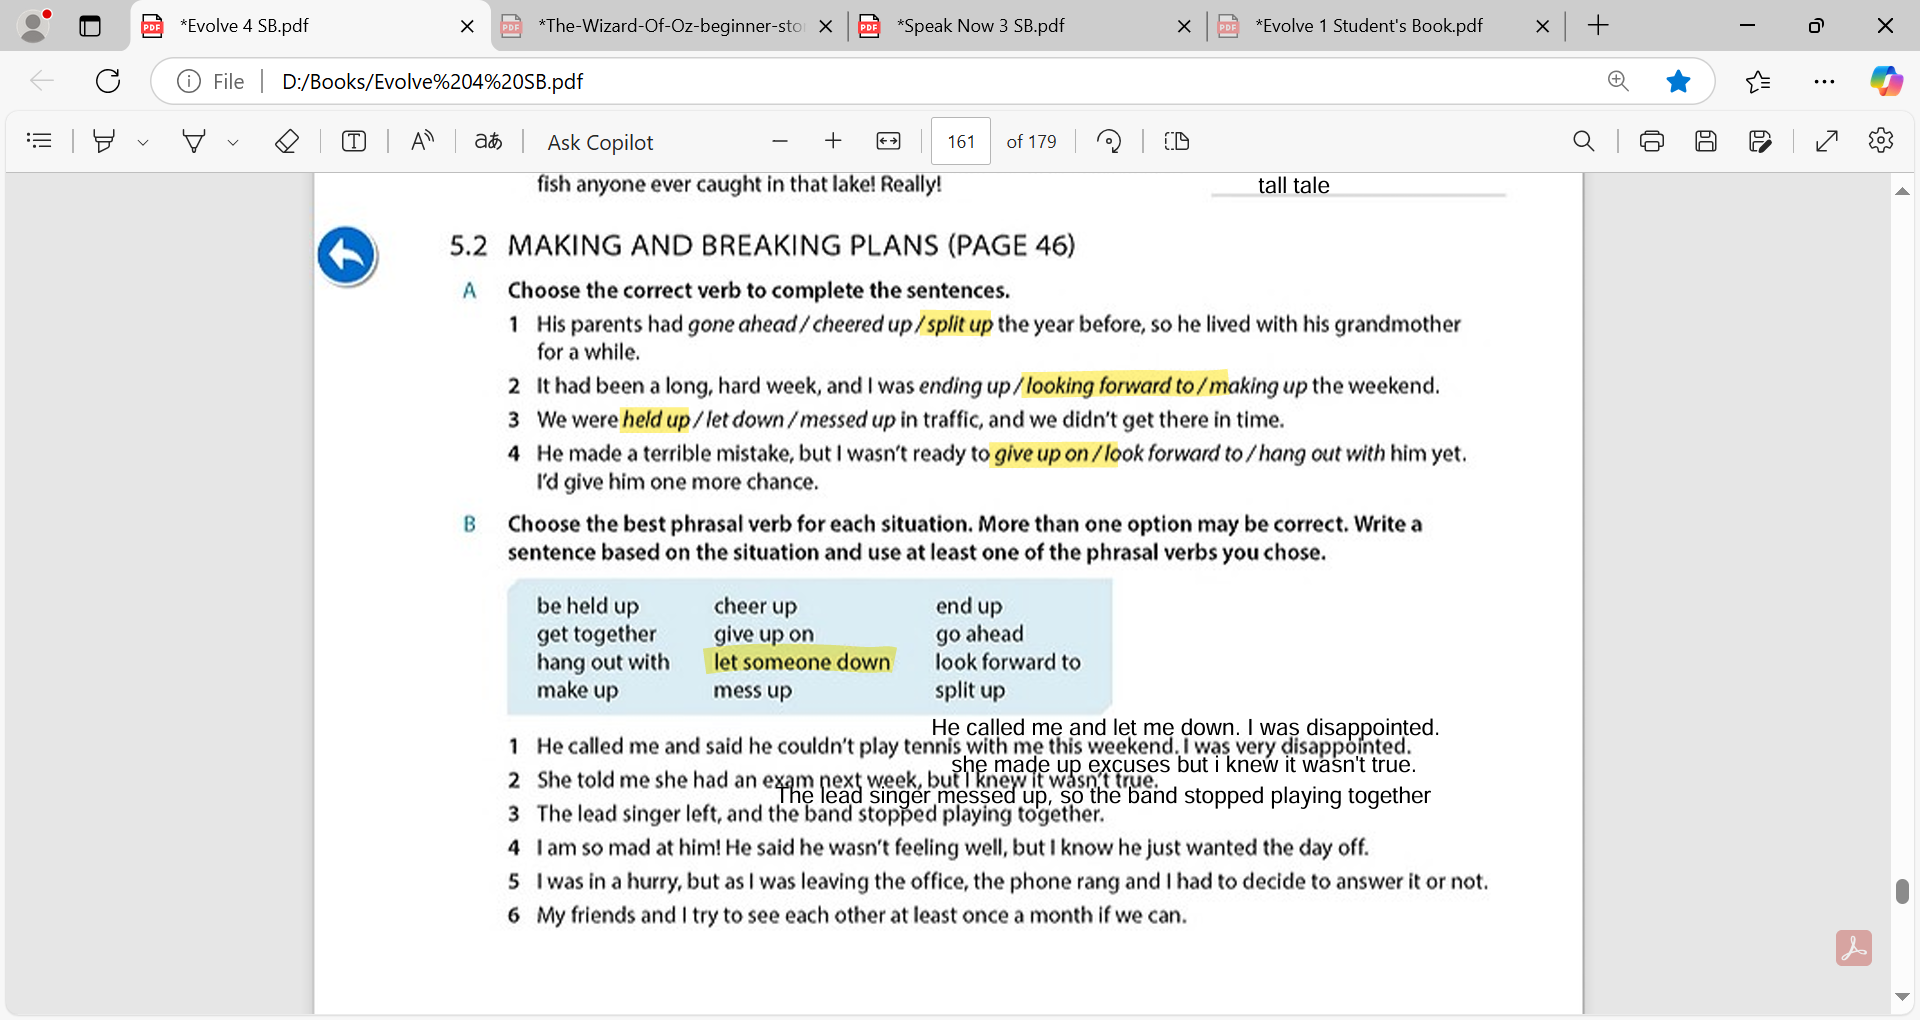 *Evolve 4 SB.pdf
*The-Wizard-Of-Oz-beginner-sto
*Speak Now 3 SB.pdf
*Evolve 1 Student's Book.pdf
File
D:/Books/Evolve%204%20SB.pdf
Ask Copilot
161 of 179
fish anyone ever caught in that lake! Really!
tall tale
5.2 MAKING AND BREAKING PLANS (PAGE 46)
A Choose the correct verb to complete the sentences.
1 His parents had gone ahead / cheered up / split up the year before, so he lived with his grandmother
for a while.
2 It had been a long, hard week, and I was ending up / looking forward to / making up the weekend.
3 We were held up / let down / messed up in traffic, and we didn't get there in time.
4 He made a terrible mistake, but I wasn't ready to give up on / look forward to / hang out with him yet.
I'd give him one more chance.
B Choose the best phrasal verb for each situation. More than one option may be correct. Write a
sentence based on the situation and use at least one of the phrasal verbs you chose.
be held up cheer up end up
get together give up on go ahead
hang out with let someone down look forward to
make up mess up split up
He called me and let me down. I was disappointed.
1 He called me and said he couldn't play tennis with me this weekend. I was very disappointed.
she made up excuses but i knew it wasn't true.
2 She told me she had an exam next week, but I knew it wasn't true.
The lead singer messed up, so the band stopped playing together
3 The lead singer left, and the band stopped playing together.
4 I am so mad at him! He said he wasn't feeling well, but I know he just wanted the day off.
5 I was in a hurry, but as I was leaving the office, the phone rang and I had to decide to answer it or not.
6 My friends and I try to see each other at least once a month if we can.